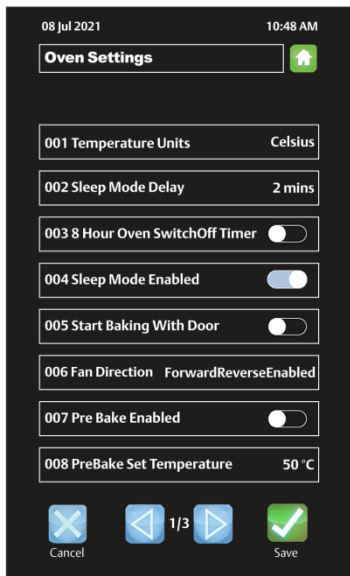 08 Jul 2021 10:48 AM
Oven Settings
001 Temperature Units Celsius
002 Sleep Mode Delay 2 mins
003 8 Hour Oven SwitchOff Timer
004 Sleep Mode Enabled
005 Start Baking With Door
006 Fan Direction ForwardReverseEnabled
007 Pre Bake Enabled
008 PreBake Set Temperature 50 °C
1/3
Cancel Save